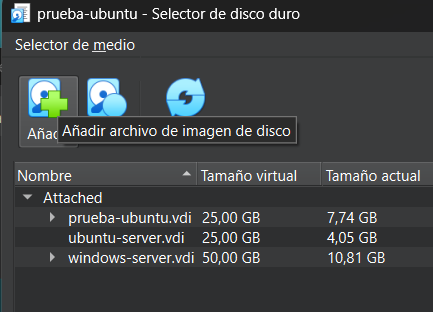 prueba-ubuntu - Selector de disco duro
Selector de medio
Añad
Añadir archivo de imagen de disco
Nombre Tamaño virtual Tamaño actual
Attached
prueba-ubuntu.vdi 25,00 GB 7,74 GB
ubuntu-server.vdi 25,00 GB 4,05 GB
windows-server.vdi 50,00 GB 10,81 GB